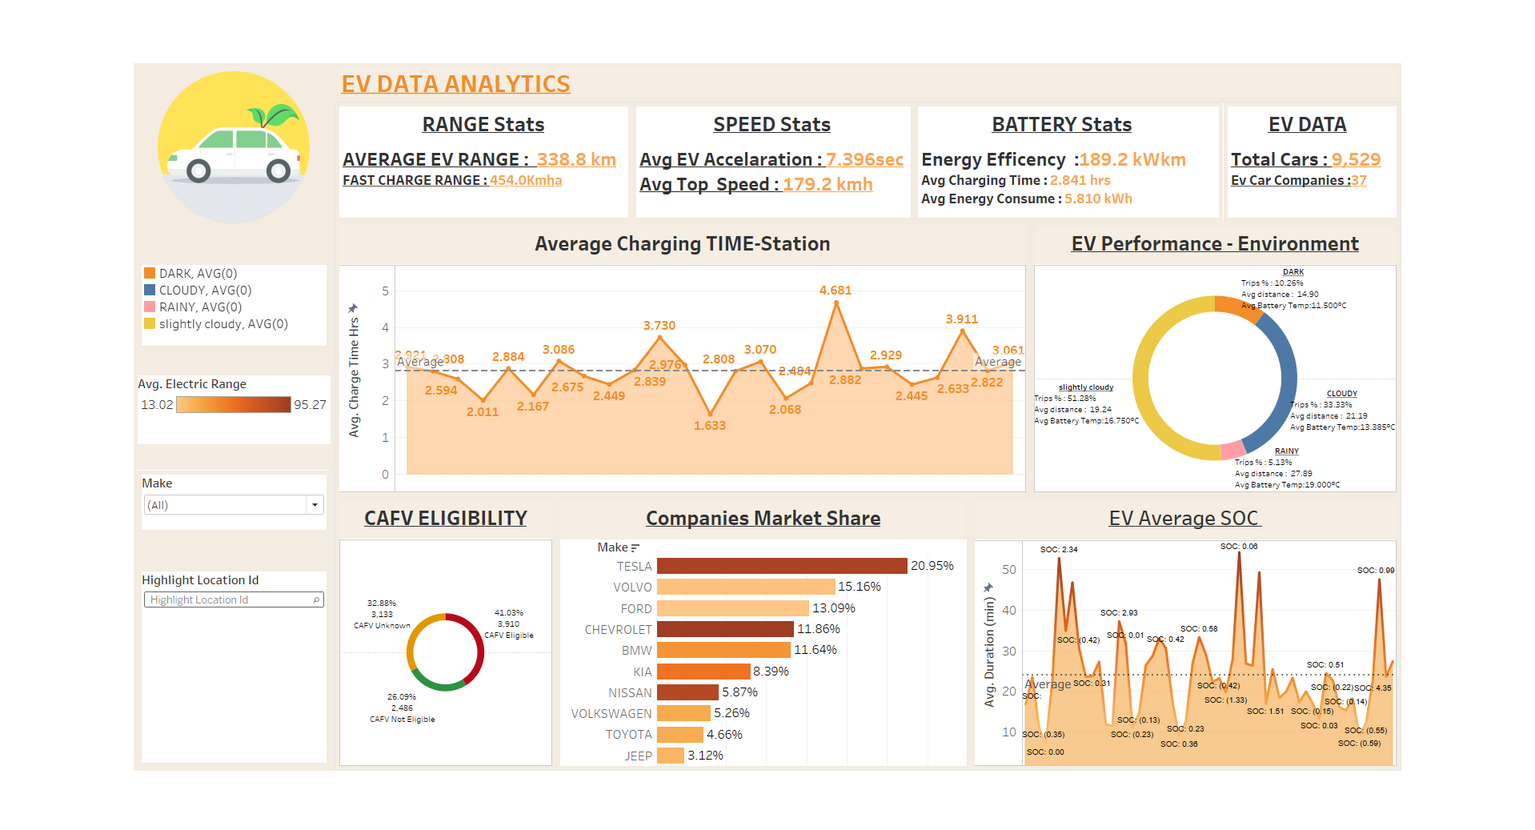 EV DATA ANALYTICS
RANGE Stats
AVERAGE EV RANGE : 338.8 km
FAST CHARGE RANGE : 454.0Kmha
SPEED Stats
Avg EV Accelaration : 7.396sec
Avg Top Speed : 179.2 kmh
BATTERY Stats
Energy Efficency :189.2 kWkm
Avg Charging Time : 2.841 hrs
Avg Energy Consume : 5.810 kWh
EV DATA
Total Cars : 9,529
Ev Car Companies :37
DARK, AVG(0)
CLOUDY, AVG(0)
RAINY, AVG(0)
slightly cloudy, AVG(0)
Avg. Electric Range
13.02 95.27
Make
(All)
Highlight Location Id
Highlight Location Id
Average Charging TIME-Station
Avg. Charge Time Hrs
5
4
3
2
1
0
2.921
2.808
2.594
2.011
2.884
2.167
3.086
2.675
2.449
2.839
3.730
2.976
1.633
2.808
3.070
2.068
2.484
4.681
2.882
2.929
2.445
2.633
3.911
2.822
3.061
Average
Average
EV Performance - Environment
DARK
Trips % : 10.26%
Avg distance : 14.90
Avg Battery Temp:11.500ºC
slightly cloudy
Trips % : 51.28%
Avg distance : 19.24
Avg Battery Temp:16.750ºC
CLOUDY
Trips % : 33.33%
Avg distance : 21.19
Avg Battery Temp:13.385ºC
RAINY
Trips % : 5.13%
Avg distance : 27.89
Avg Battery Temp:19.000ºC
CAFV ELIGIBILITY
32.88%
3,133
CAFV Unknown
41.03%
3,910
CAFV Eligible
26.09%
2,486
CAFV Not Eligible
Companies Market Share
Make
TESLA 20.95%
VOLVO 15.16%
FORD 13.09%
CHEVROLET 11.86%
BMW 11.64%
KIA 8.39%
NISSAN 5.87%
VOLKSWAGEN 5.26%
TOYOTA 4.66%
JEEP 3.12%
EV Average SOC
Avg. Duration (min)
50
40
30
20
10
Average
SOC:
SOC: (0.35)
SOC: 0.00
SOC: 2.34
SOC: (0.42)
SOC: 0.31
SOC: 2.93
SOC: 0.01
SOC: (0.13)
SOC: (0.23)
SOC: 0.42
SOC: 0.23
SOC: 0.36
SOC: 0.58
SOC: (0.42)
SOC: (1.33)
SOC: 0.06
SOC: 1.51
SOC: (0.15)
SOC: 0.03
SOC: 0.51
SOC: (0.22)
SOC: (0.14)
SOC: (0.59)
SOC: (0.55)
SOC: 0.99
SOC: 4.35